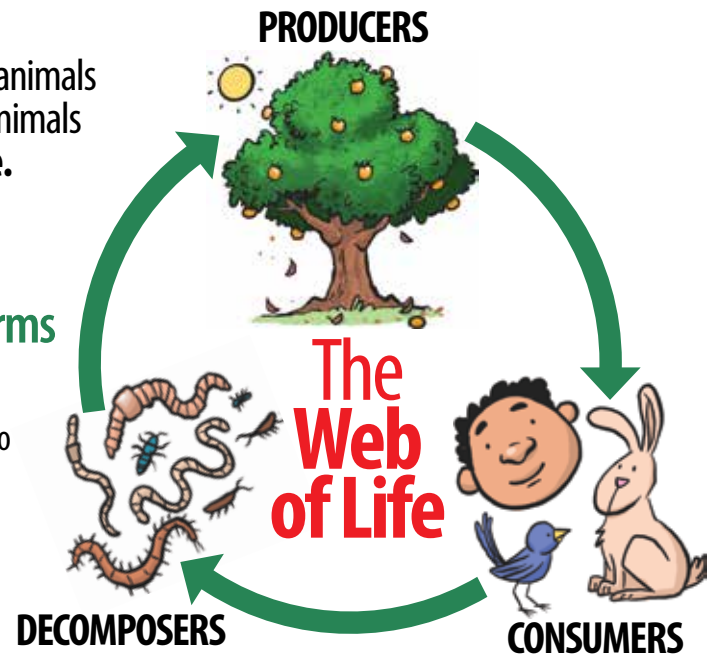 PRODUCERS
animals
nimals
e.
rms
o
The
Web
of Life
DECOMPOSERS
CONSUMERS